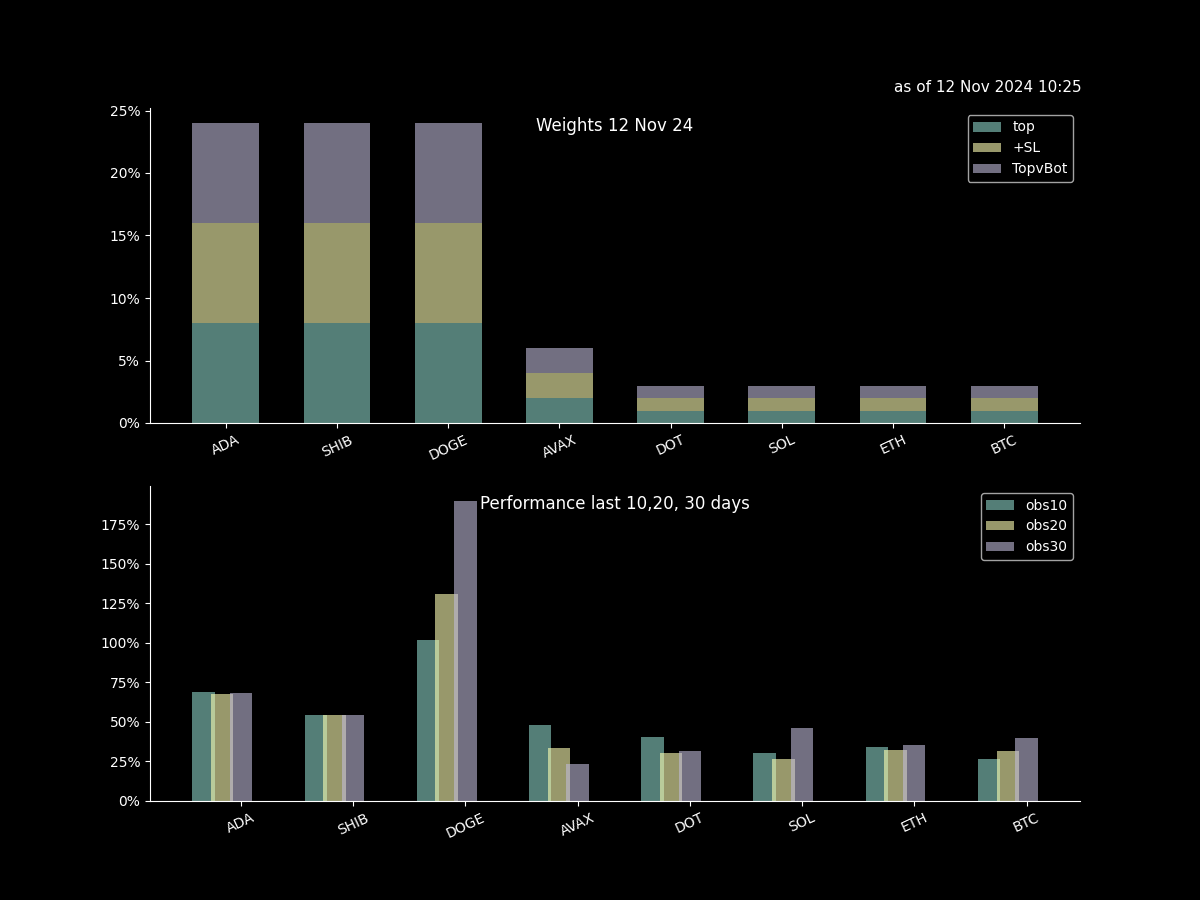 as of 12 Nov 2024 10:25
Weights 12 Nov 24
top
+SL
TopvBot
25%
20%
15%
10%
5%
0%
ADA SHIB DOGE AVAX DOT SOL ETH BTC
Performance last 10,20, 30 days
obs10
obs20
obs30
175%
150%
125%
100%
75%
50%
25%
0%
ADA SHIB DOGE AVAX DOT SOL ETH BTC